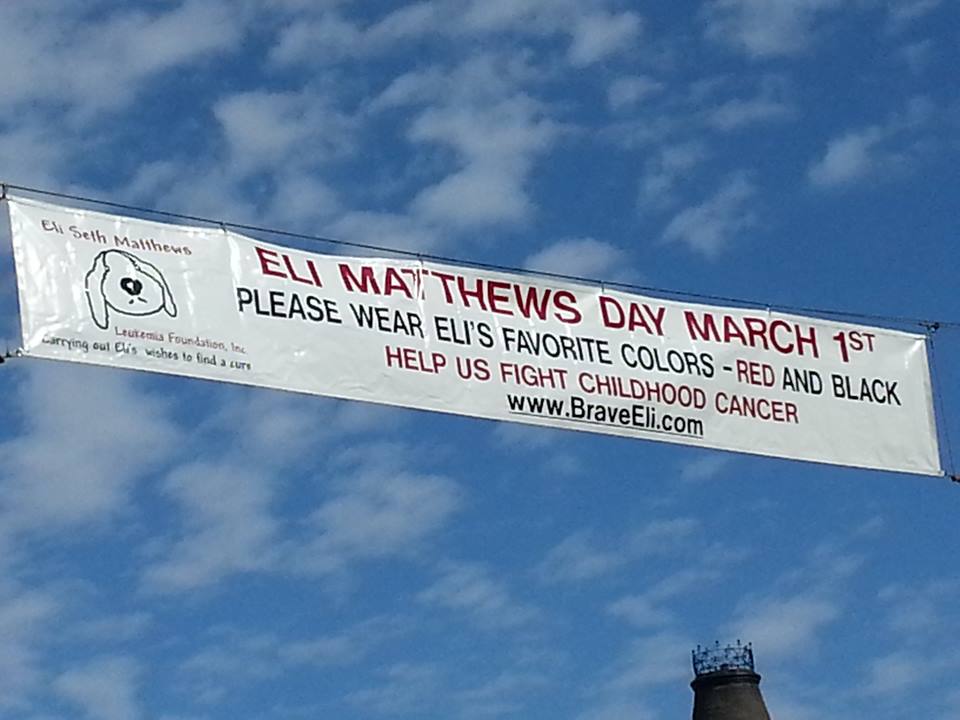 Eli Seth Matthews
Leukemia Foundation, Inc.
Carrying out Eli's wishes to find a cure
ELI MATTHEWS DAY MARCH 1ST
PLEASE WEAR ELI'S FAVORITE COLORS - RED AND BLACK
HELP US FIGHT CHILDHOOD CANCER
www.BraveEli.com